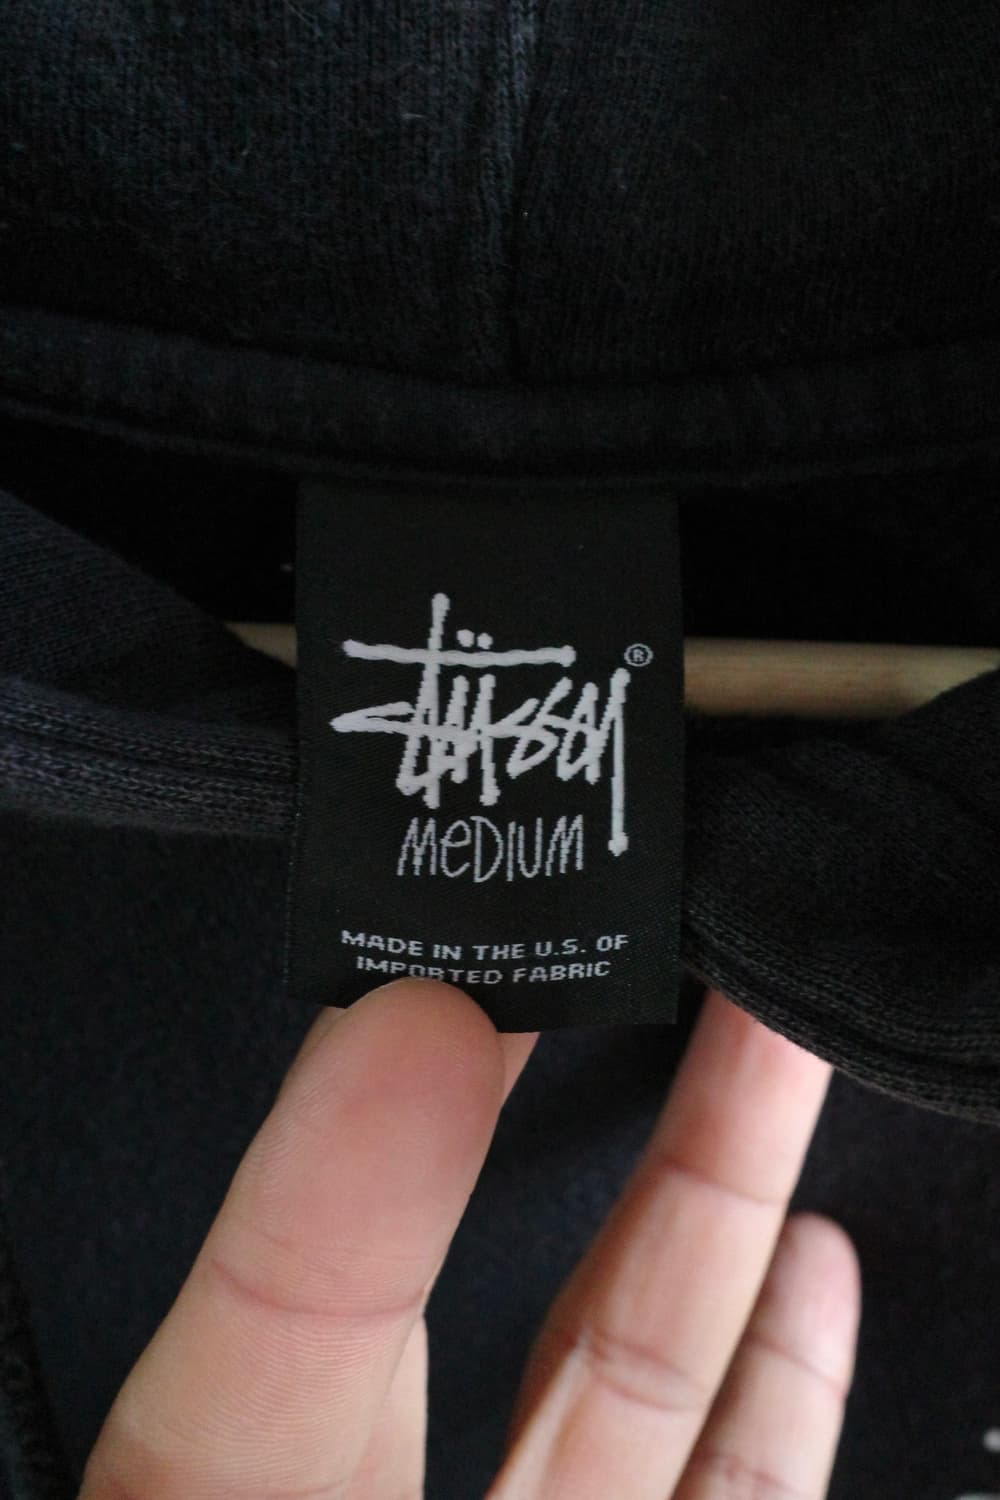 Stüssy ®
MeDIUM
MADE IN THE U.S. OF
IMPORTED FABRIC